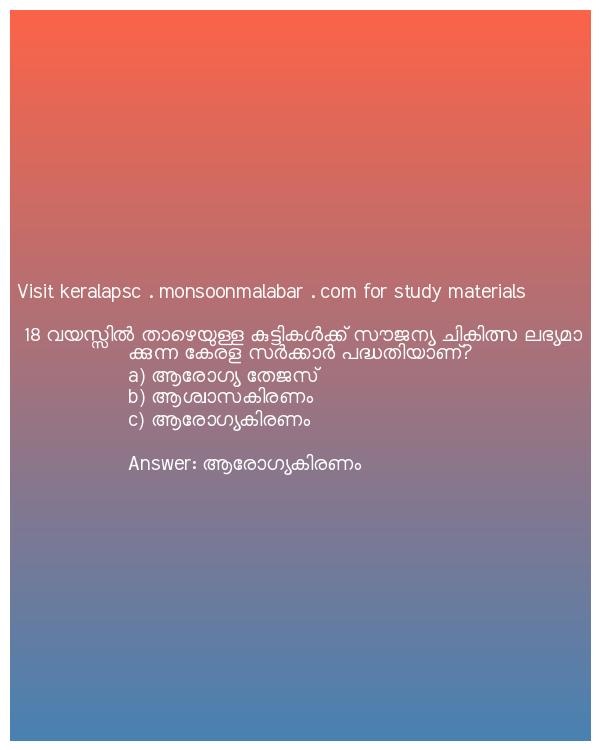 Visit keralapsc . monsoonmalabar . com for study materials
18 വയസ്സിൽ താഴെയുള്ള കുട്ടികൾക്ക് സൗജന്യ ചികിത്സ ലഭ്യമാ
ക്കുന്ന കേരള സർക്കാർ പദ്ധതിയാണ്?
a) ആരോഗ്യ തേജസ്
b) ആശ്വാസകിരണം
c) ആരോഗ്യകിരണം
Answer: ആരോഗ്യകിരണം